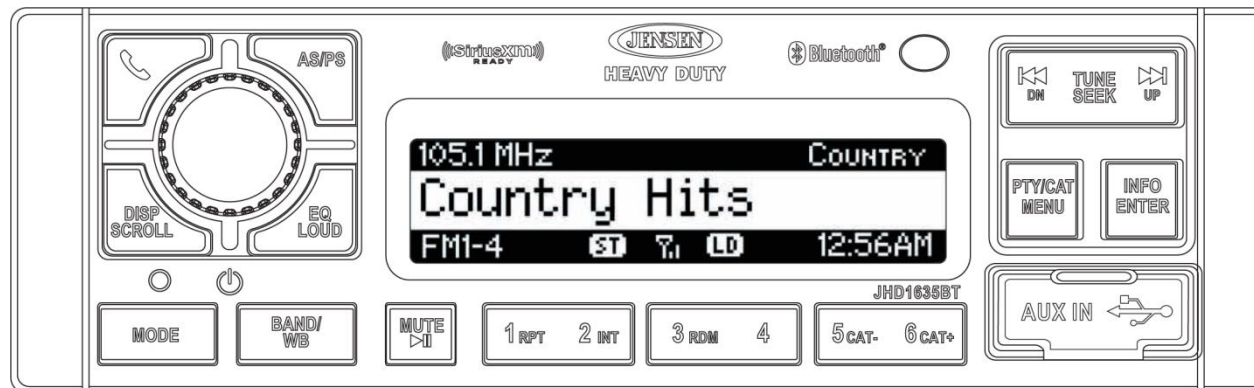 AS/PS
((SiriusXM))
READY
JENSEN
HEAVY DUTY
Bluetooth®
DN
TUNE
SEEK
UP
105.1 MHz
COUNTRY
Country Hits
FM1-4
ST
LD
12:56AM
DISP
SCROLL
EQ
LOUD
PTY/CAT
MENU
INFO
ENTER
JHD1635BT
MODE
BAND/
WB
MUTE
1 RPT 2 INT
3 RDM 4
5 CAT- 6 CAT+
AUX IN